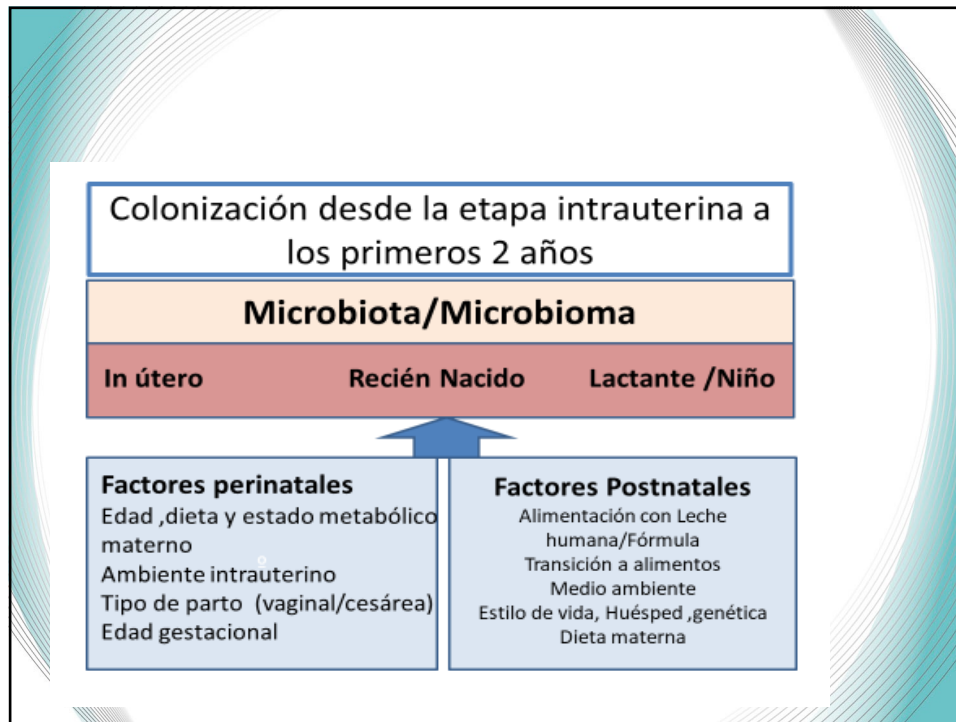 Colonización desde la etapa intrauterina a
los primeros 2 años
Microbiota/Microbioma
In útero Recién Nacido Lactante /Niño
Factores perinatales
Edad ,dieta y estado metabólico
materno
Ambiente intrauterino
Tipo de parto (vaginal/cesárea)
Edad gestacional
Factores Postnatales
Alimentación con Leche
humana/Fórmula
Transición a alimentos
Medio ambiente
Estilo de vida, Huésped ,genética
Dieta materna